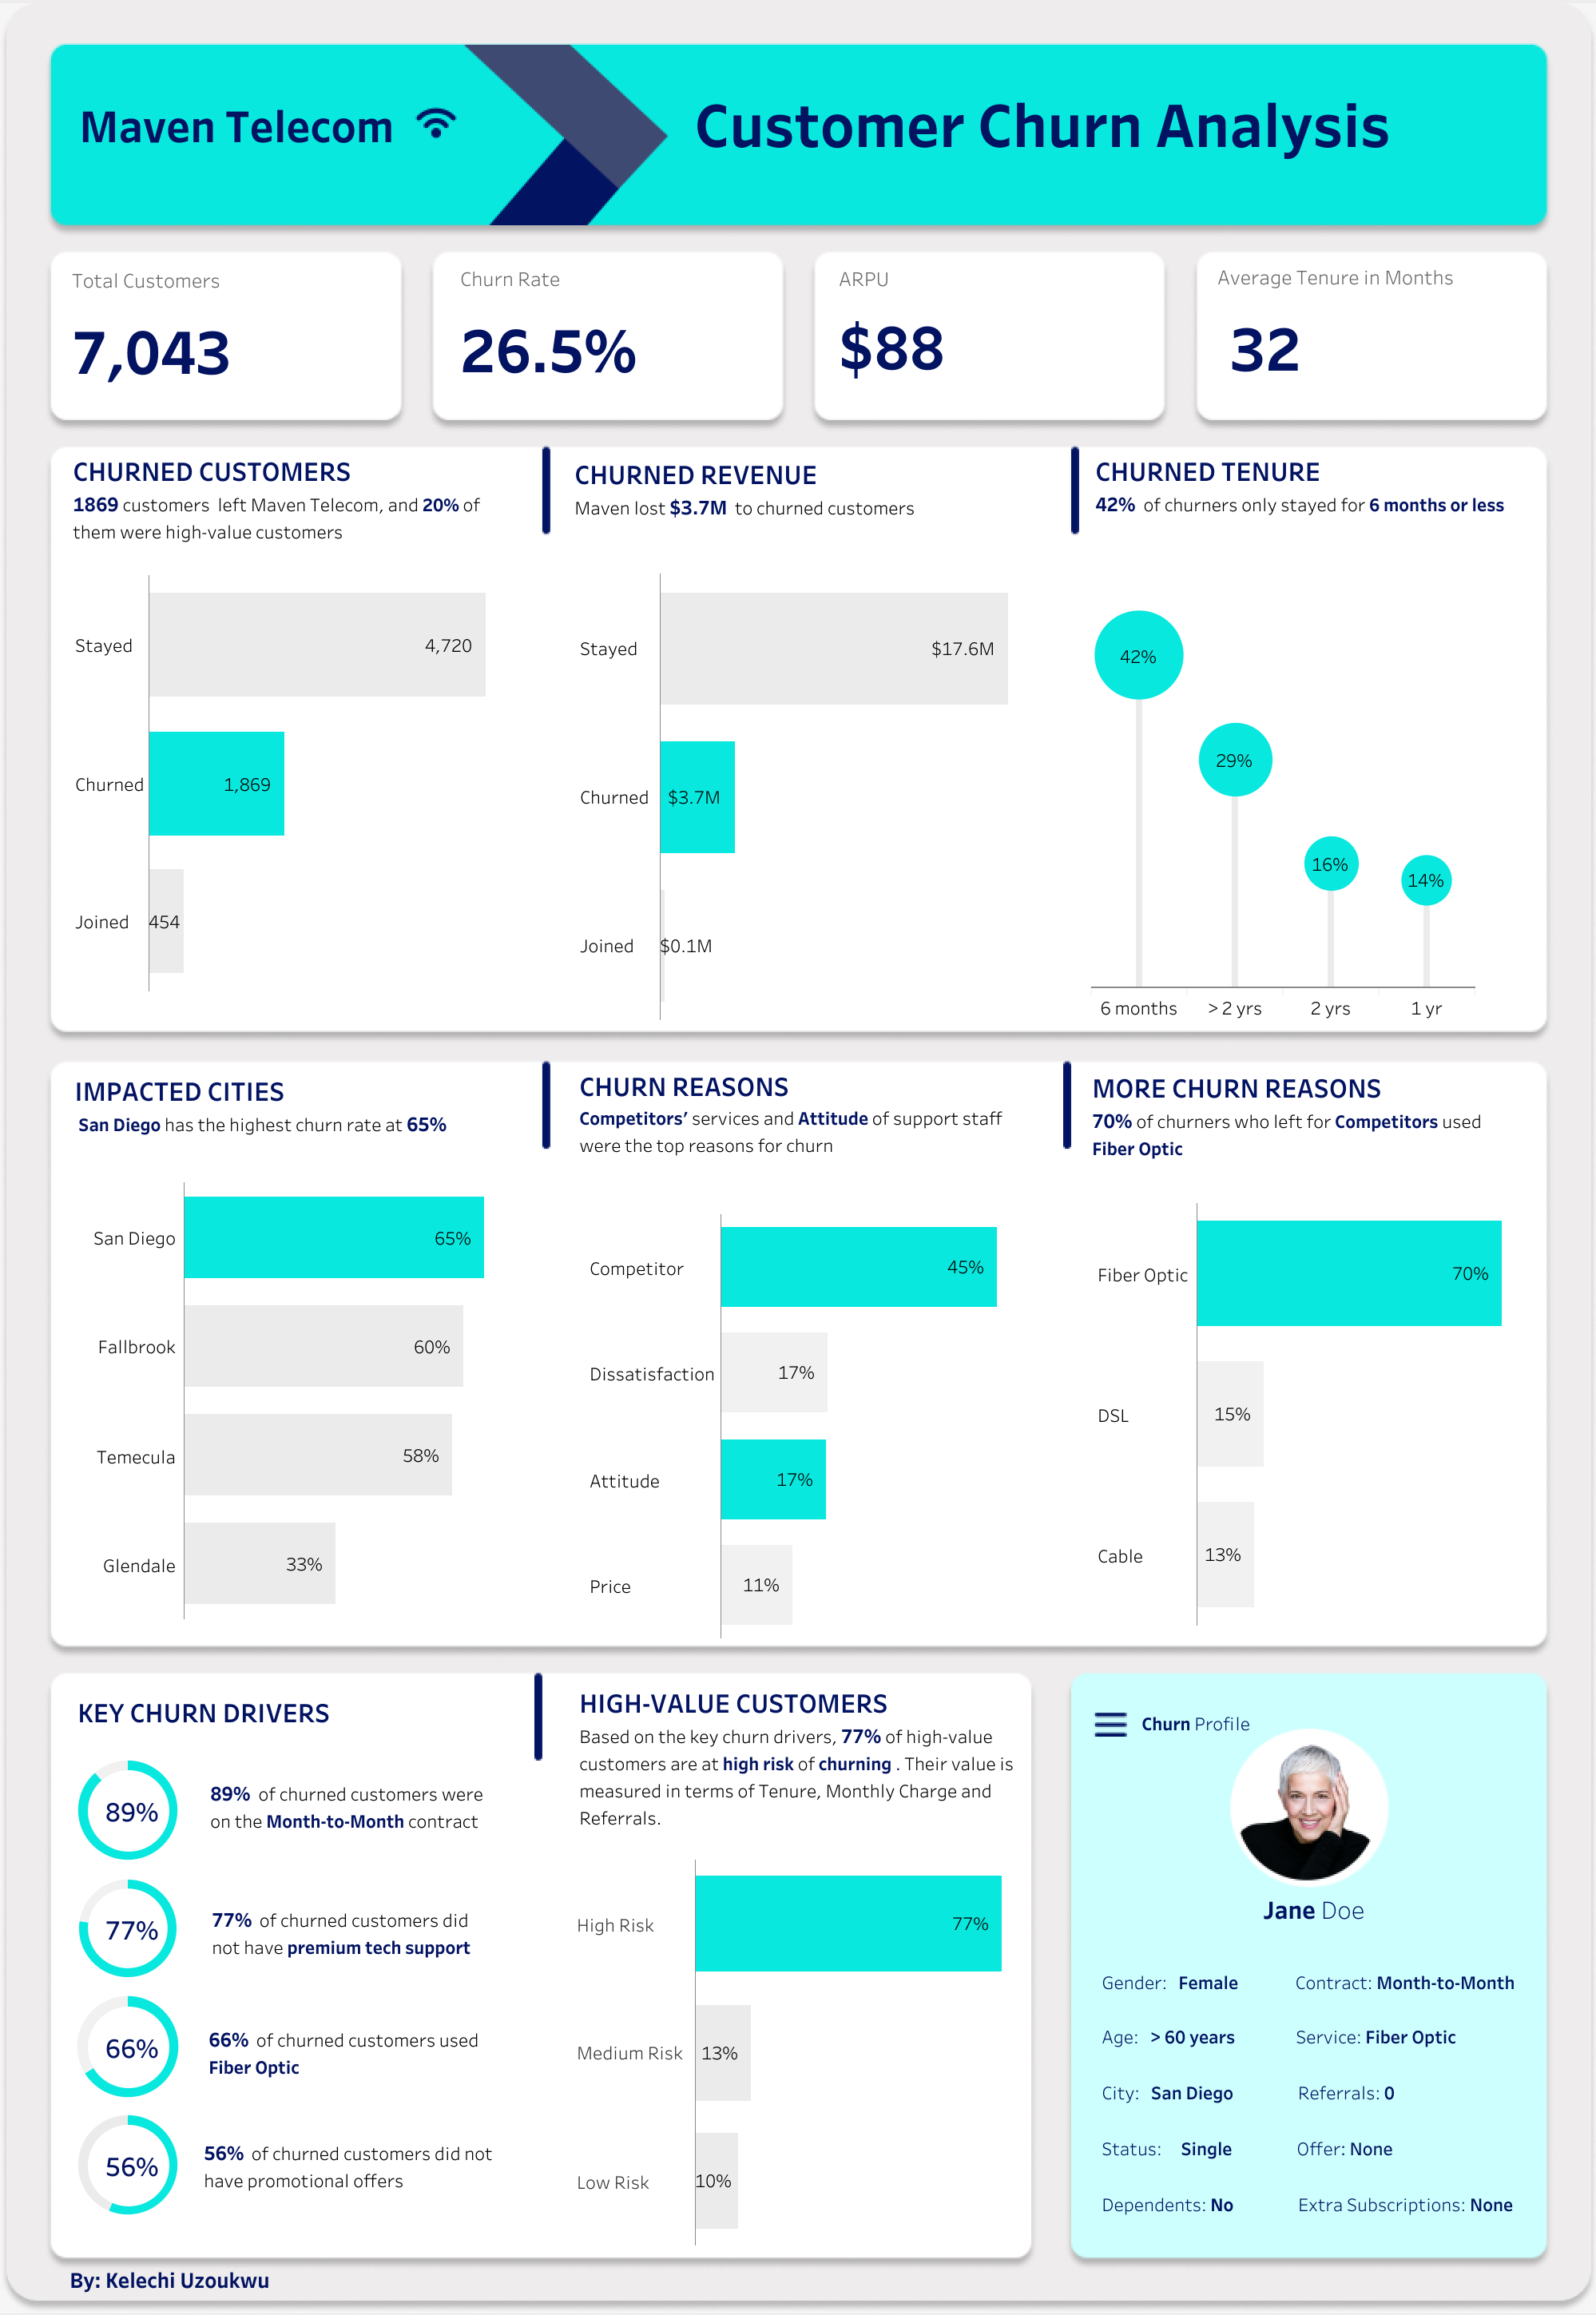 Maven Telecom
Customer Churn Analysis
Total Customers
7,043
Churn Rate
26.5%
ARPU
$88
Average Tenure in Months
32
CHURNED CUSTOMERS
1869 customers left Maven Telecom, and 20% of
them were high-value customers
Stayed
4,720
Churned
1,869
Joined
454
CHURNED REVENUE
Maven lost $3.7M to churned customers
Stayed
$17.6M
Churned
$3.7M
Joined
$0.1M
CHURNED TENURE
42% of churners only stayed for 6 months or less
42%
29%
16%
14%
6 months
> 2 yrs
2 yrs
1 yr
IMPACTED CITIES
San Diego has the highest churn rate at 65%
San Diego
65%
Fallbrook
60%
Temecula
58%
Glendale
33%
CHURN REASONS
Competitors’ services and Attitude of support staff
were the top reasons for churn
Competitor
45%
Dissatisfaction
17%
Attitude
17%
Price
11%
MORE CHURN REASONS
70% of churners who left for Competitors used
Fiber Optic
Fiber Optic
70%
DSL
15%
Cable
13%
KEY CHURN DRIVERS
89%
89% of churned customers were
on the Month-to-Month contract
77%
77% of churned customers did
not have premium tech support
66%
66% of churned customers used
Fiber Optic
56%
56% of churned customers did not
have promotional offers
HIGH-VALUE CUSTOMERS
Based on the key churn drivers, 77% of high-value
customers are at high risk of churning . Their value is
measured in terms of Tenure, Monthly Charge and
Referrals.
High Risk
77%
Medium Risk
13%
Low Risk
10%
Churn Profile
Jane Doe
Gender: Female
Contract: Month-to-Month
Age: > 60 years
Service: Fiber Optic
City: San Diego
Referrals: 0
Status: Single
Offer: None
Dependents: No
Extra Subscriptions: None
By: Kelechi Uzoukwu